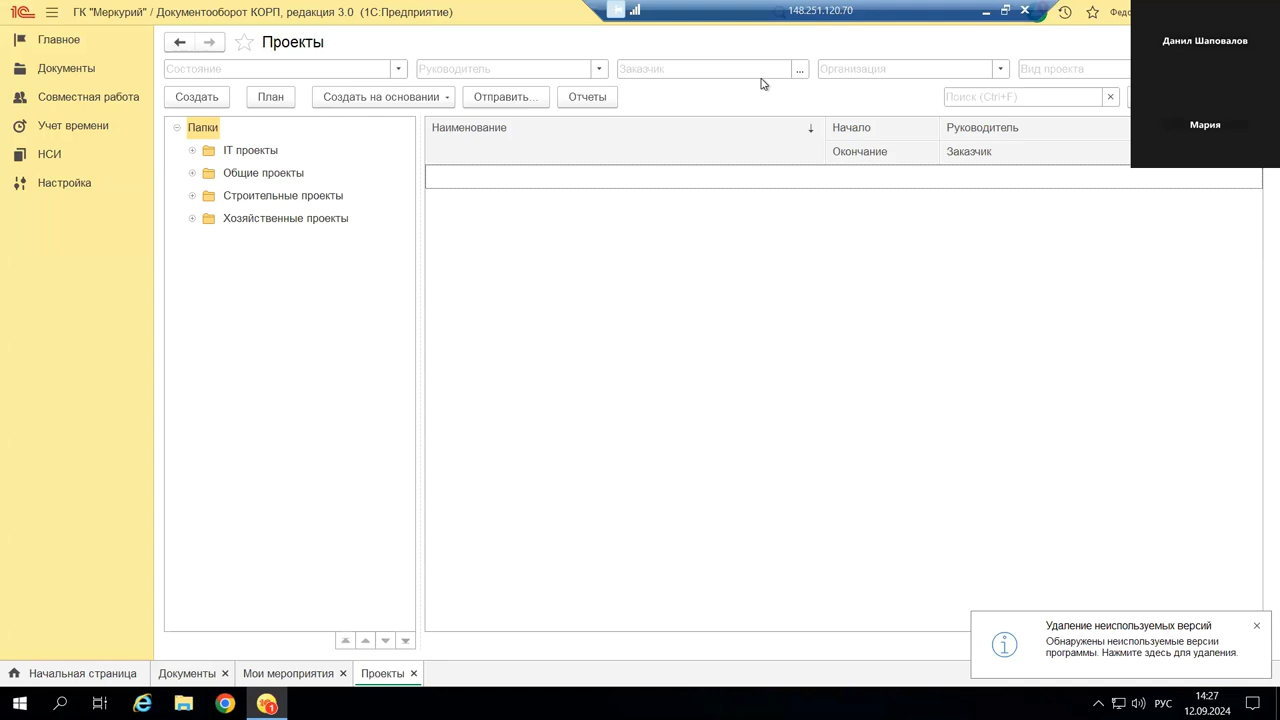 ГК "Меркурий" / Документооборот КОРП, редакция 3.0 (1С:Предприятие)
148.251.120.70
Главное
Документы
Совместная работа
Учет времени
НСИ
Настройка
Проекты
Состояние
Руководитель
Заказчик
...
Организация
Вид проекта
Создать
План
Создать на основании
Отправить...
Отчеты
Поиск (Ctrl+F)
Папки
IT проекты
Общие проекты
Строительные проекты
Хозяйственные проекты
Наименование
Начало
Руководитель
Окончание
Заказчик
Данил Шаповалов
Мария
Удаление неиспользуемых версий
Обнаружены неиспользуемые версии
программы. Нажмите здесь для удаления.
Начальная страница
Документы
Мои мероприятия
Проекты
РУС
14:27
12.09.2024